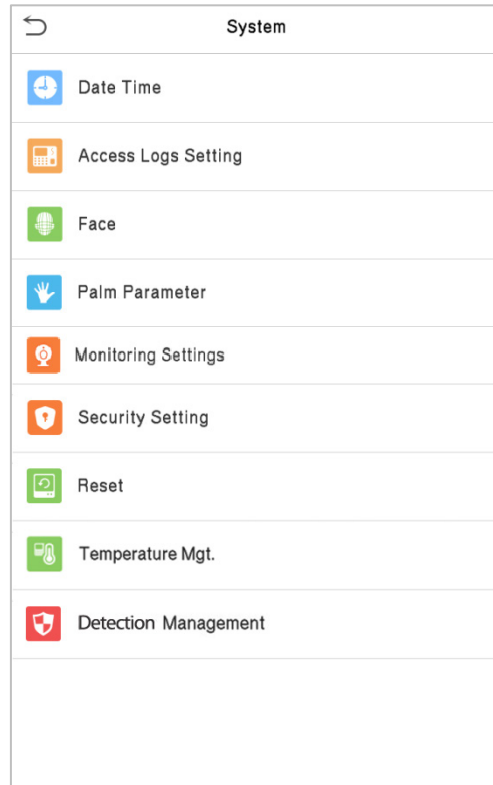 System
Date Time
Access Logs Setting
Face
Palm Parameter
Monitoring Settings
Security Setting
Reset
Temperature Mgt.
Detection Management